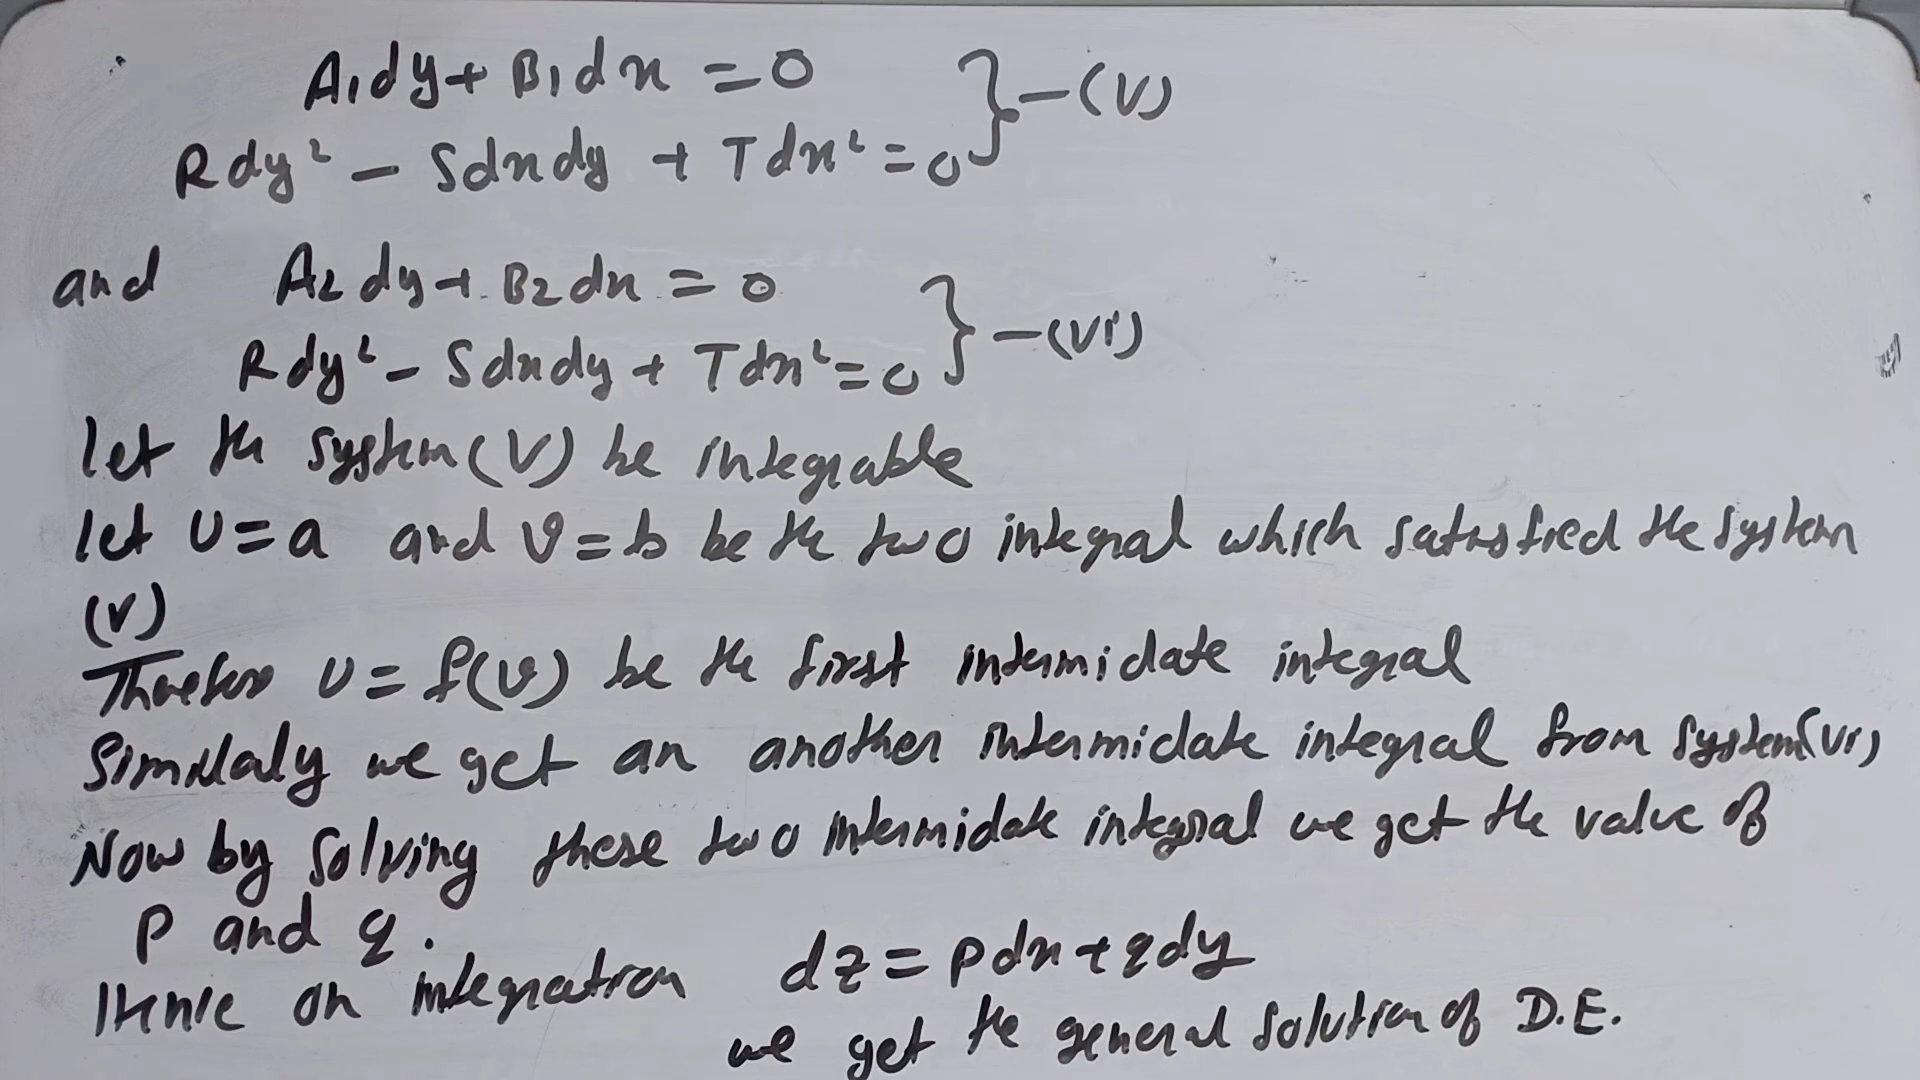 A₁dy + B₁dx = 0
Rdy² - Sdxdy + Tdx² = 0 } - (V)
and A₂dy + B₂dx = 0
Rdy² - Sdxdy + Tdx² = 0 } - (VI)
let the system (V) be integrable
let U = a and V = b be the two integral which satisfied the system
(V)
Therefore U = f(V) be the first intermidate integral
Similaly we get an another intermidate integral from system (VI)
Now by solving these two intermidate integral we get the value of
P and q.
Hence on integration dz = Pdx + qdy
we get the general solution of D.E.